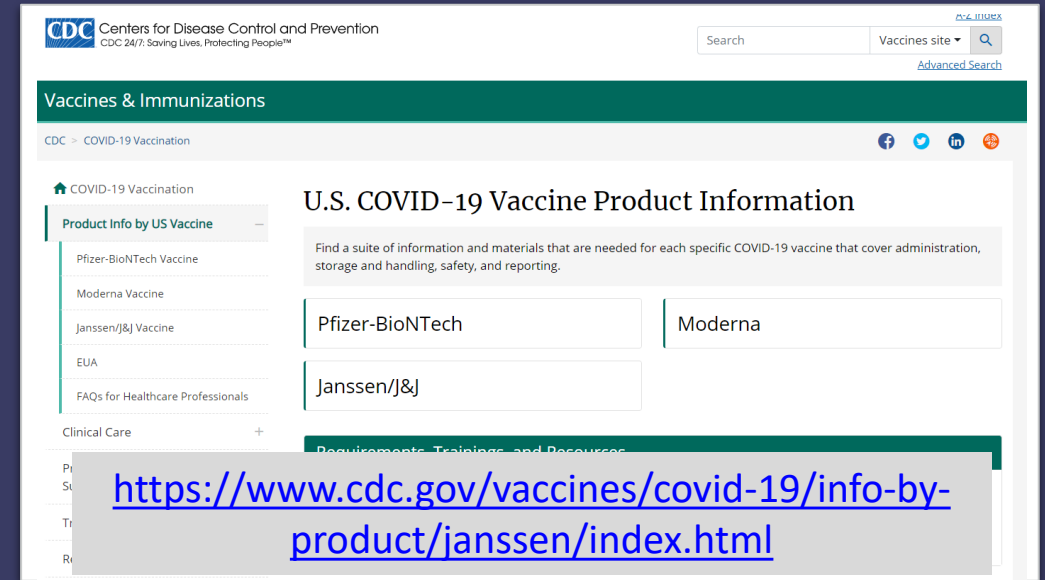 A-Z Index
CDC Centers for Disease Control and Prevention
CDC 24/7: Saving Lives, Protecting People™
Search
Vaccines site
Advanced Search
Vaccines & Immunizations
CDC > COVID-19 Vaccination
COVID-19 Vaccination
Product Info by US Vaccine
Pfizer-BioNTech Vaccine
Moderna Vaccine
Janssen/J&J Vaccine
EUA
FAQs for Healthcare Professionals
Clinical Care
U.S. COVID-19 Vaccine Product Information
Find a suite of information and materials that are needed for each specific COVID-19 vaccine that cover administration,
storage and handling, safety, and reporting.
Pfizer-BioNTech
Moderna
Janssen/J&J
Requirements, Trainings, and Resources
https://www.cdc.gov/vaccines/covid-19/info-by-
product/janssen/index.html